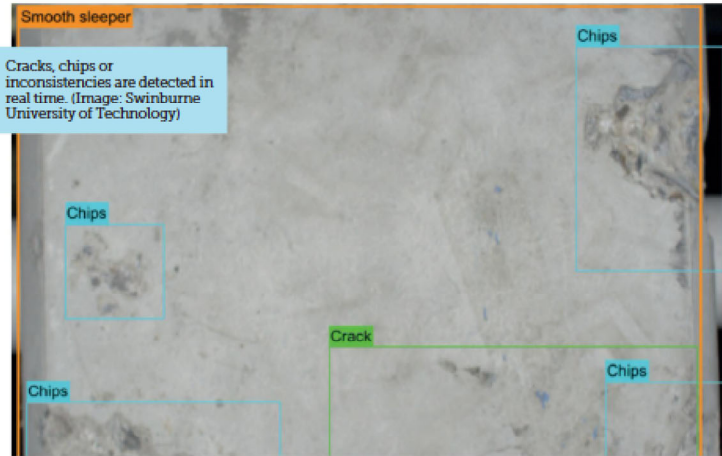 Smooth sleeper
Chips
Cracks, chips or
inconsistencies are detected in
real time. (Image: Swinburne
University of Technology)
Chips
Crack
Chips
Chips